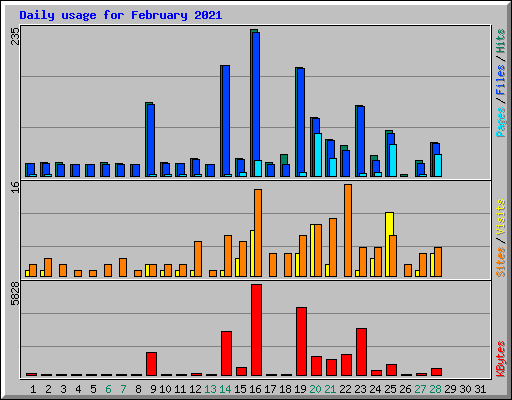 Daily usage for February 2021
235
Pages / Files / Hits
16
Sites / Visits
5828
KBytes
1 2 3 4 5 6 7 8 9 10 11 12 13 14 15 16 17 18 19 20 21 22 23 24 25 26 27 28 29 30 31